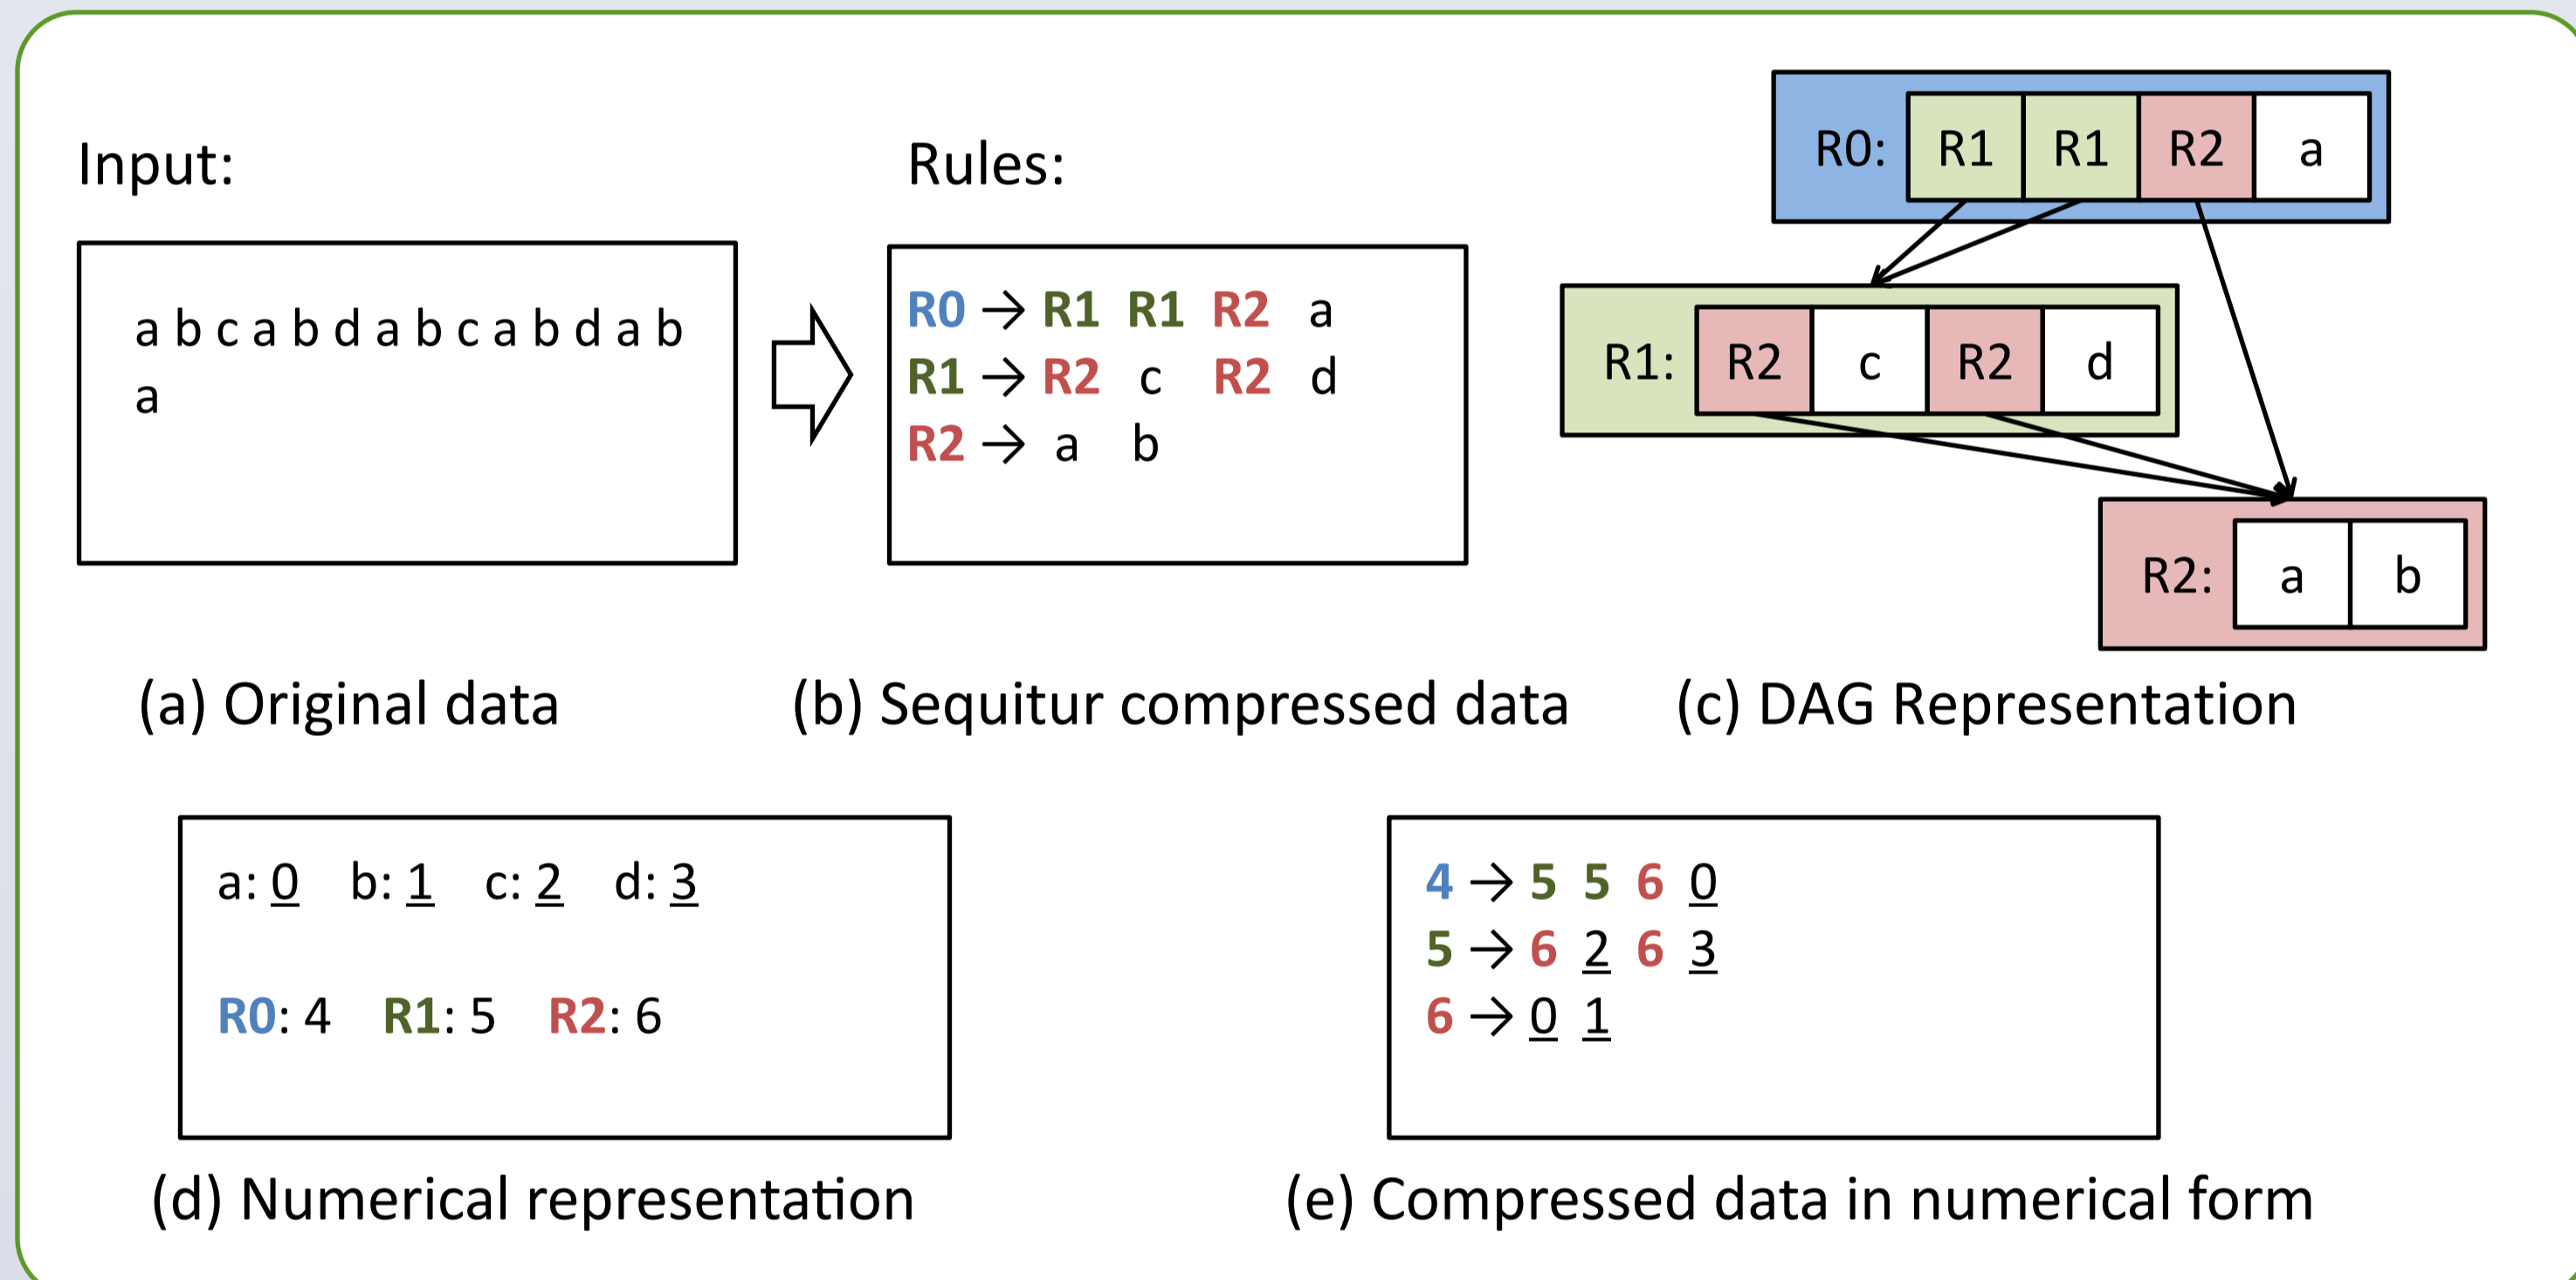 Input:
a b c a b d a b c a b d a b
a
(a) Original data
Rules:
R0 → R1 R1 R2 a
R1 → R2 c R2 d
R2 → a b
(b) Sequitur compressed data
R0: R1 R1 R2 a
R1: R2 c R2 d
R2: a b
(c) DAG Representation
a: 0 b: 1 c: 2 d: 3
R0: 4 R1: 5 R2: 6
(d) Numerical representation
4 → 5 5 6 0
5 → 6 2 6 3
6 → 0 1
(e) Compressed data in numerical form